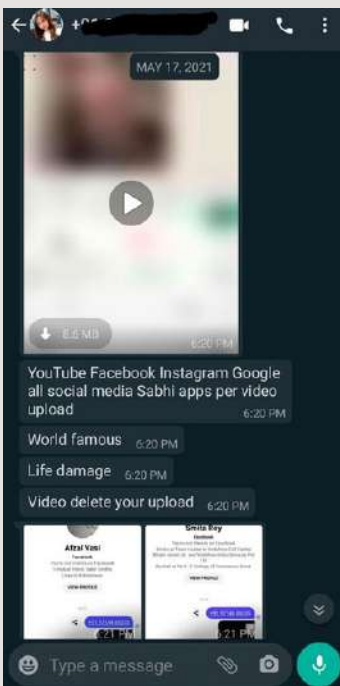 MAY 17, 2021
8.6 MB
6:20 PM
YouTube Facebook Instagram Google
all social media Sabhi apps per video
upload
6:20 PM
World famous 6:20 PM
Life damage 6:20 PM
Video delete your upload 6:20 PM
Afzal Vasi
Facebook
VIEW PROFILE
6:21 PM
Smita Roy
Facebook
VIEW PROFILE
6:21 PM
Type a message